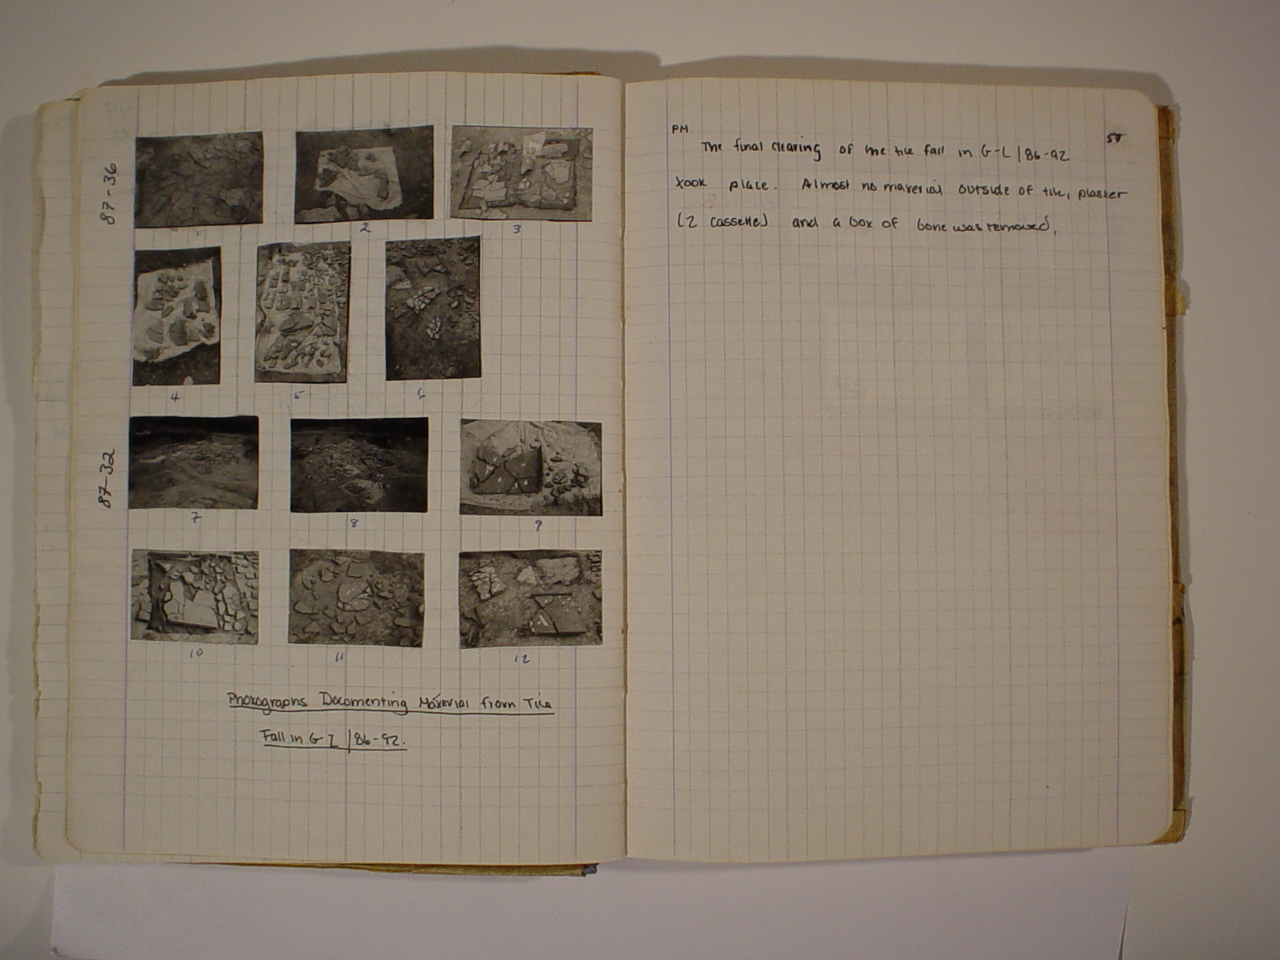 87-36
1
2
3
4
5
6
87-32
7
8
9
10
11
12
Photographs Documenting Material from Tile
Fall in G-L/86-92.
57
PM
The final clearing of the tile fall in G-L/86-92
took place. Almost no material outside of tile, plaster
(2 cassette) and a box of bone was removed,